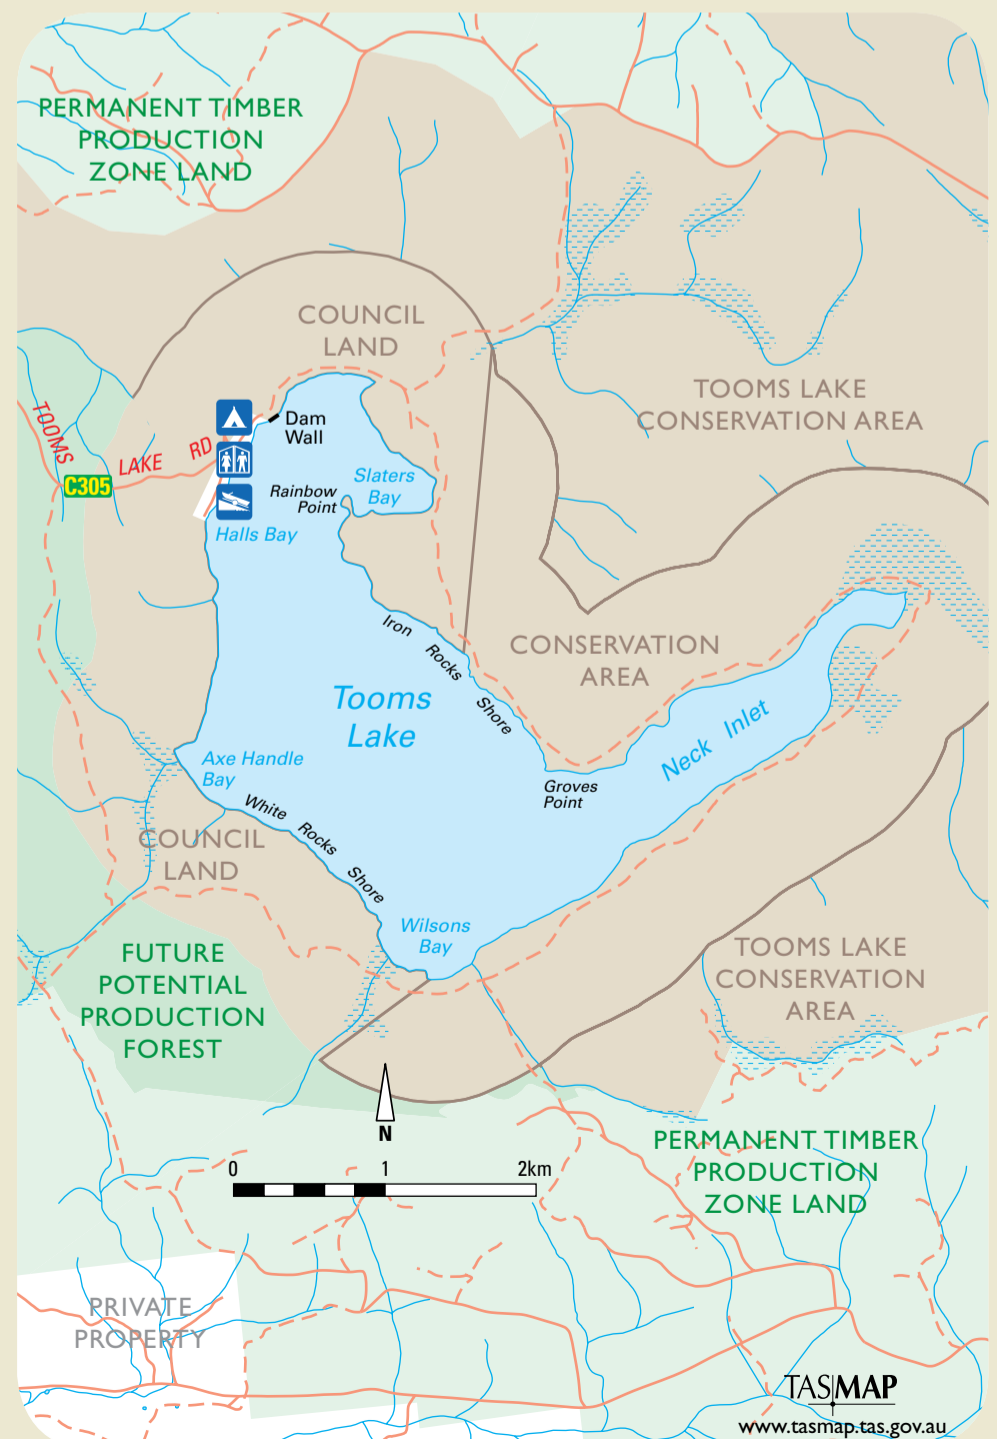 PERMANENT TIMBER
PRODUCTION
ZONE LAND
COUNCIL
LAND
TOOMS LAKE
CONSERVATION AREA
TOOMS
LAKE
RD
C305
Dam
Wall
Slaters
Bay
Rainbow
Point
Halls Bay
Iron
Rocks
Shore
CONSERVATION
AREA
Tooms
Lake
Neck Inlet
Axe Handle
Bay
Groves
Point
White
Rocks
Shore
COUNCIL
LAND
Wilsons
Bay
FUTURE
POTENTIAL
PRODUCTION
FOREST
TOOMS LAKE
CONSERVATION
AREA
N
0 1 2km
PERMANENT TIMBER
PRODUCTION
ZONE LAND
PRIVATE
PROPERTY
TASMAP
www.tasmap.tas.gov.au